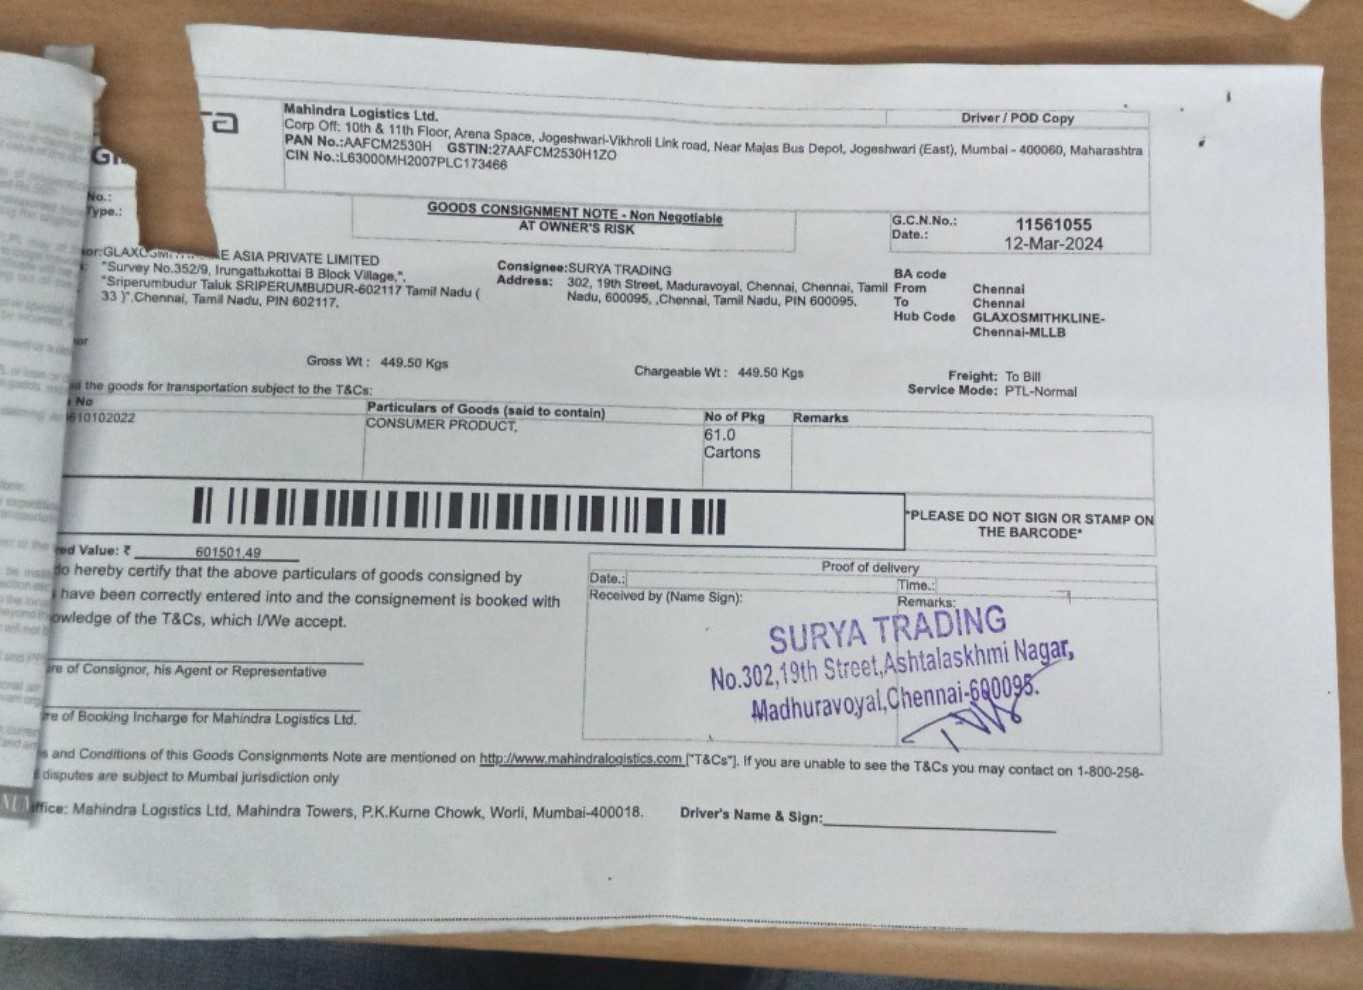 Mahindra Logistics Ltd.
Corp Off: 10th & 11th Floor, Arena Space, Jogeshwari-Vikhroli Link road, Near Majas Bus Depot, Jogeshwari (East), Mumbai - 400060, Maharashtra
PAN No.:AAFCM2530H GSTIN:27AAFCM2530H1ZO
CIN No.:L63000MH2007PLC173466
Driver / POD Copy
No.:
Type.:
GOODS CONSIGNMENT NOTE - Non Negotiable
AT OWNER'S RISK
G.C.N.No.: 11561055
Date.: 12-Mar-2024
or:GLAXOSMITHKLINE ASIA PRIVATE LIMITED
"Survey No.352/9, Irungattukottai B Block Village,",
"Sriperumbudur Taluk SRIPERUMBUDUR-602117 Tamil Nadu (
33 )",Chennai, Tamil Nadu, PIN 602117.
Consignee:SURYA TRADING
Address: 302, 19th Street, Maduravoyal, Chennai, Chennai, Tamil
Nadu, 600095, ,Chennai, Tamil Nadu, PIN 600095.
BA code
From Chennai
To Chennai
Hub Code GLAXOSMITHKLINE-
Chennai-MLLB
Gross Wt : 449.50 Kgs
Chargeable Wt : 449.50 Kgs
Freight: To Bill
Service Mode: PTL-Normal
the goods for transportation subject to the T&Cs:
No
610102022
Particulars of Goods (said to contain)
CONSUMER PRODUCT,
No of Pkg
61.0
Cartons
Remarks
*PLEASE DO NOT SIGN OR STAMP ON
THE BARCODE*
ed Value: ₹ 601501.49
do hereby certify that the above particulars of goods consigned by
have been correctly entered into and the consignement is booked with
owledge of the T&Cs, which I/We accept.
re of Consignor, his Agent or Representative
re of Booking Incharge for Mahindra Logistics Ltd.
Proof of delivery
Date.:
Time.:
Received by (Name Sign):
Remarks:
SURYA TRADING
No.302,19th Street,Ashtalaskhmi Nagar,
Madhuravoyal,Chennai-600095.
s and Conditions of this Goods Consignments Note are mentioned on http://www.mahindralogistics.com ["T&Cs"]. If you are unable to see the T&Cs you may contact on 1-800-258-
disputes are subject to Mumbai jurisdiction only
ffice: Mahindra Logistics Ltd, Mahindra Towers, P.K.Kurne Chowk, Worli, Mumbai-400018.
Driver's Name & Sign: